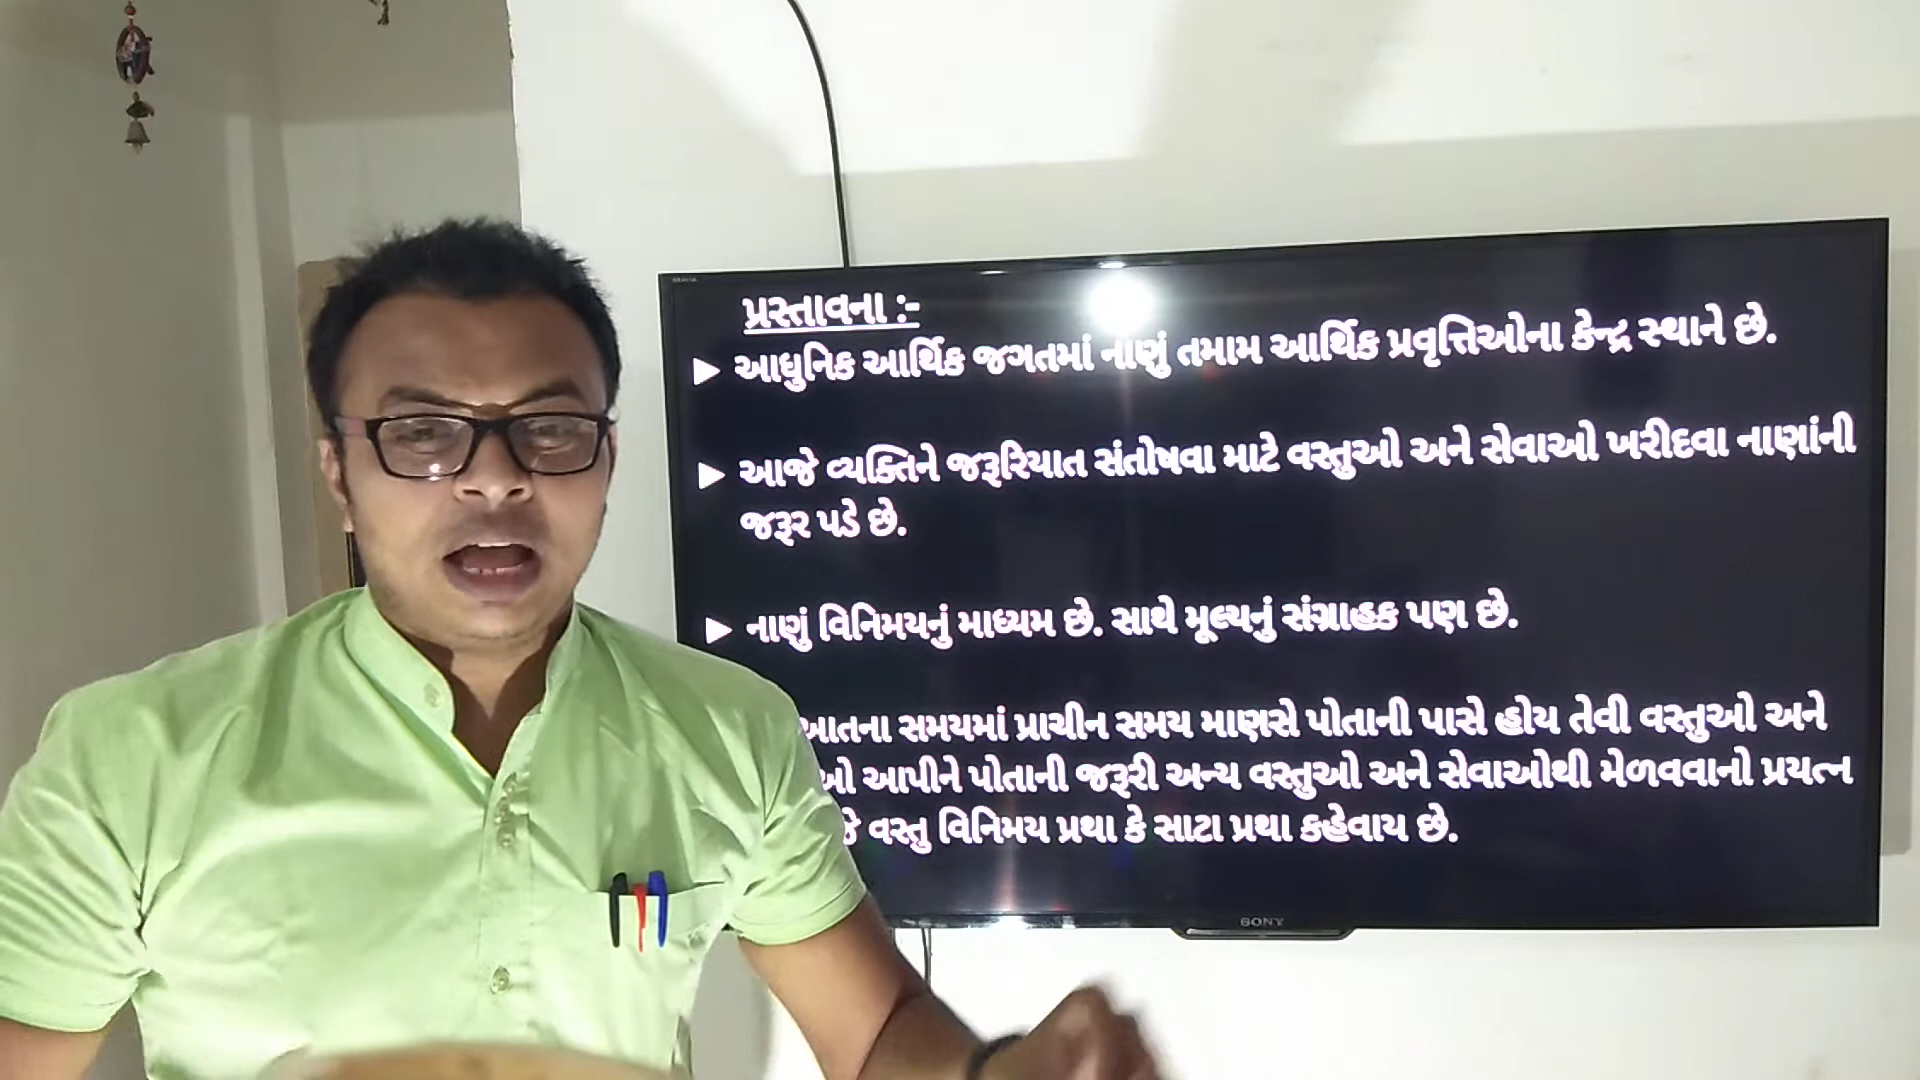 પ્રસ્તાવના :-
આધુનિક આર્થિક જગતમાં નાણું તમામ આર્થિક પ્રવૃત્તિઓના કેન્દ્ર સ્થાને છે.
આજે વ્યક્તિને જરૂરિયાત સંતોષવા માટે વસ્તુઓ અને સેવાઓ ખરીદવા નાણાંની
જરૂર પડે છે.
નાણું વિનિમયનું માધ્યમ છે. સાથે મૂલ્યનું સંગ્રાહક પણ છે.
સમયમાં પ્રાચીન સમય માણસે પોતાની પાસે હોય તેવી વસ્તુઓ અને
આપીને પોતાની જરૂરી અન્ય વસ્તુઓ અને સેવાઓથી મેળવવાનો પ્રયત્ન
વસ્તુ વિનિમય પ્રથા કે સાટા પ્રથા કહેવાય છે.
SONY